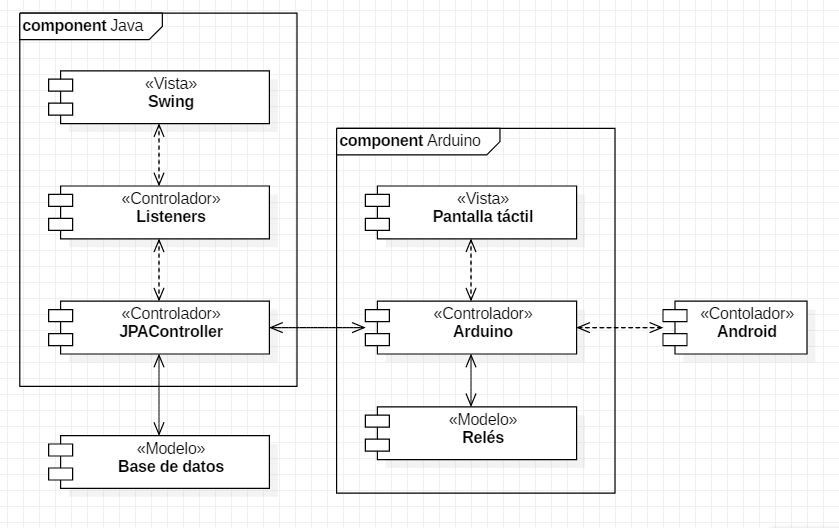 component Java
«Vista»
Swing
«Controlador»
Listeners
«Controlador»
JPAController
«Modelo»
Base de datos
component Arduino
«Vista»
Pantalla táctil
«Controlador»
Arduino
«Modelo»
Relés
«Contolador»
Android